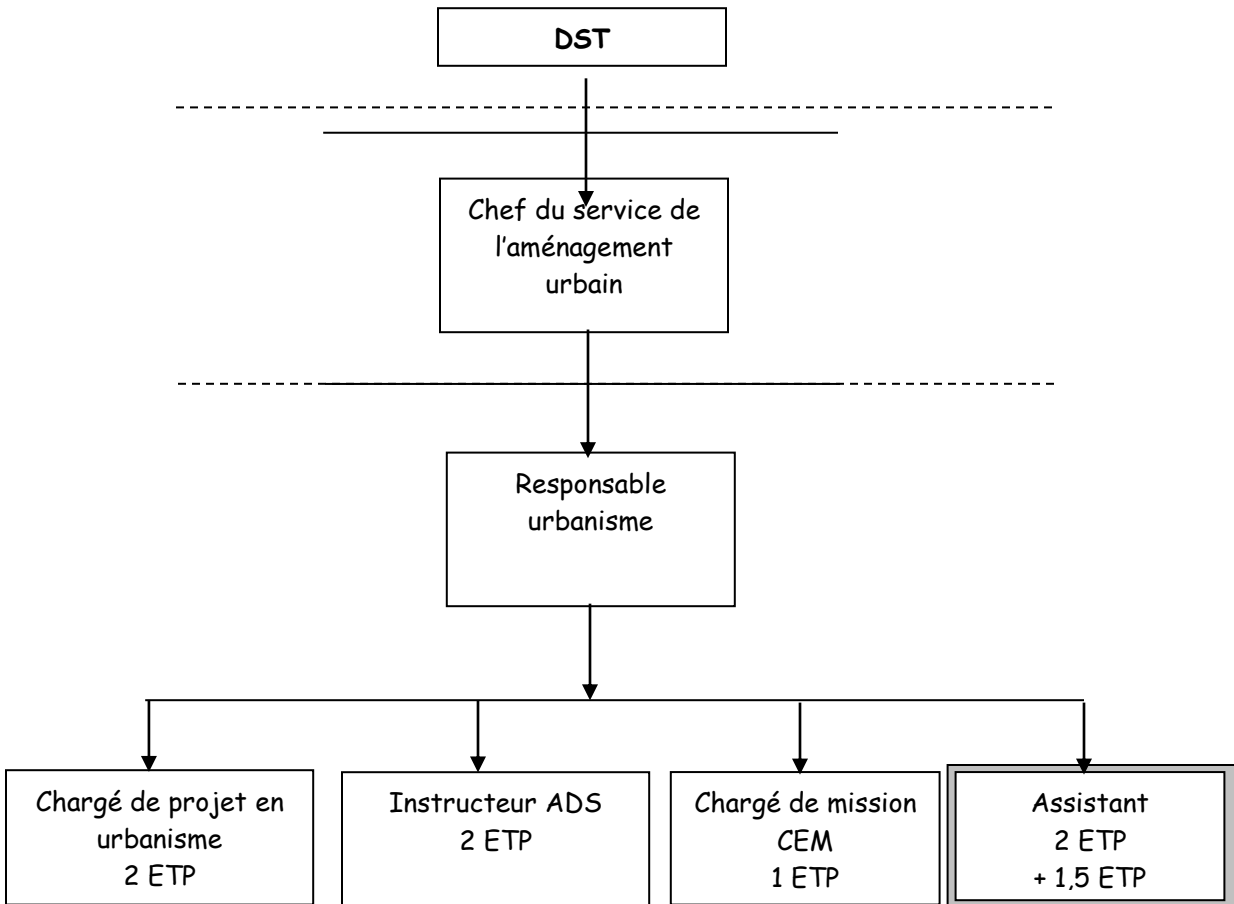 DST
Chef du service de
l'aménagement
urbain
Responsable
urbanisme
Chargé de projet en
urbanisme
2 ETP
Instructeur ADS
2 ETP
Chargé de mission
CEM
1 ETP
Assistant
2 ETP
+ 1,5 ETP